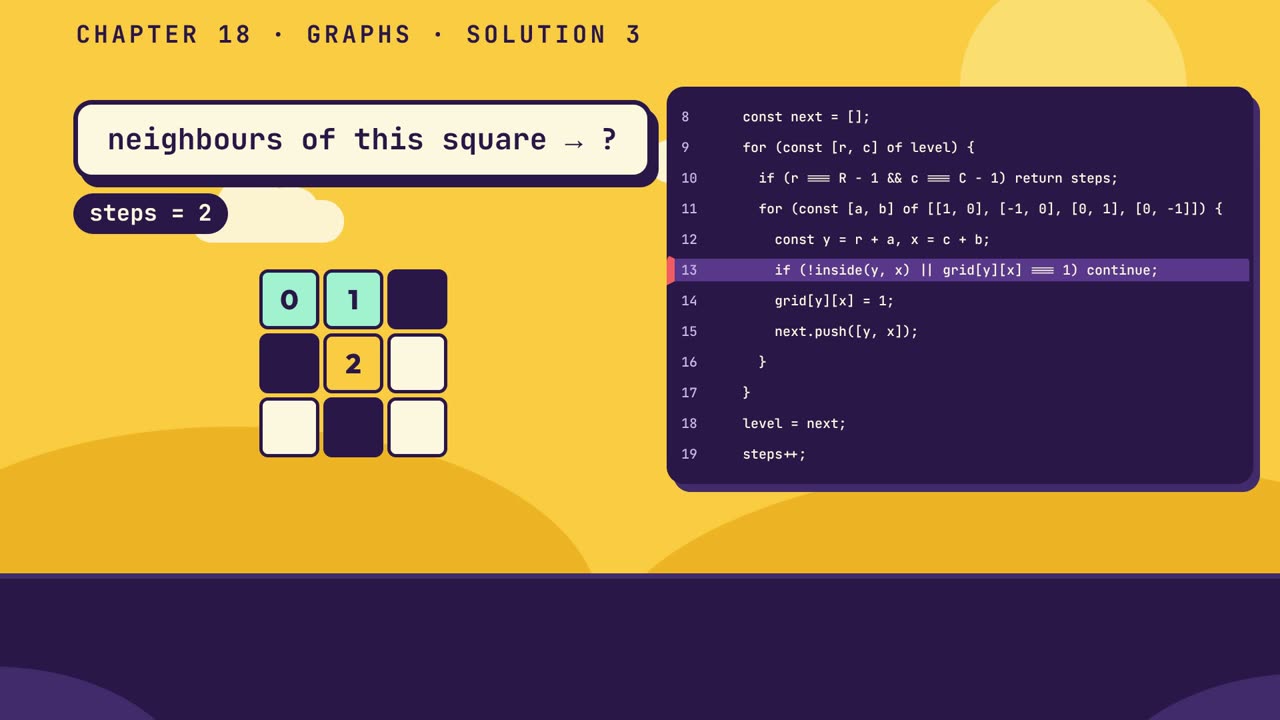 CHAPTER 18 · GRAPHS · SOLUTION 3
neighbours of this square → ?
steps = 2
0 1
2
8 const next = [];
9 for (const [r, c] of level) {
10 if (r === R - 1 && c === C - 1) return steps;
11 for (const [a, b] of [[1, 0], [-1, 0], [0, 1], [0, -1]]) {
12 const y = r + a, x = c + b;
13 if (!inside(y, x) || grid[y][x] === 1) continue;
14 grid[y][x] = 1;
15 next.push([y, x]);
16 }
17 }
18 level = next;
19 steps++;